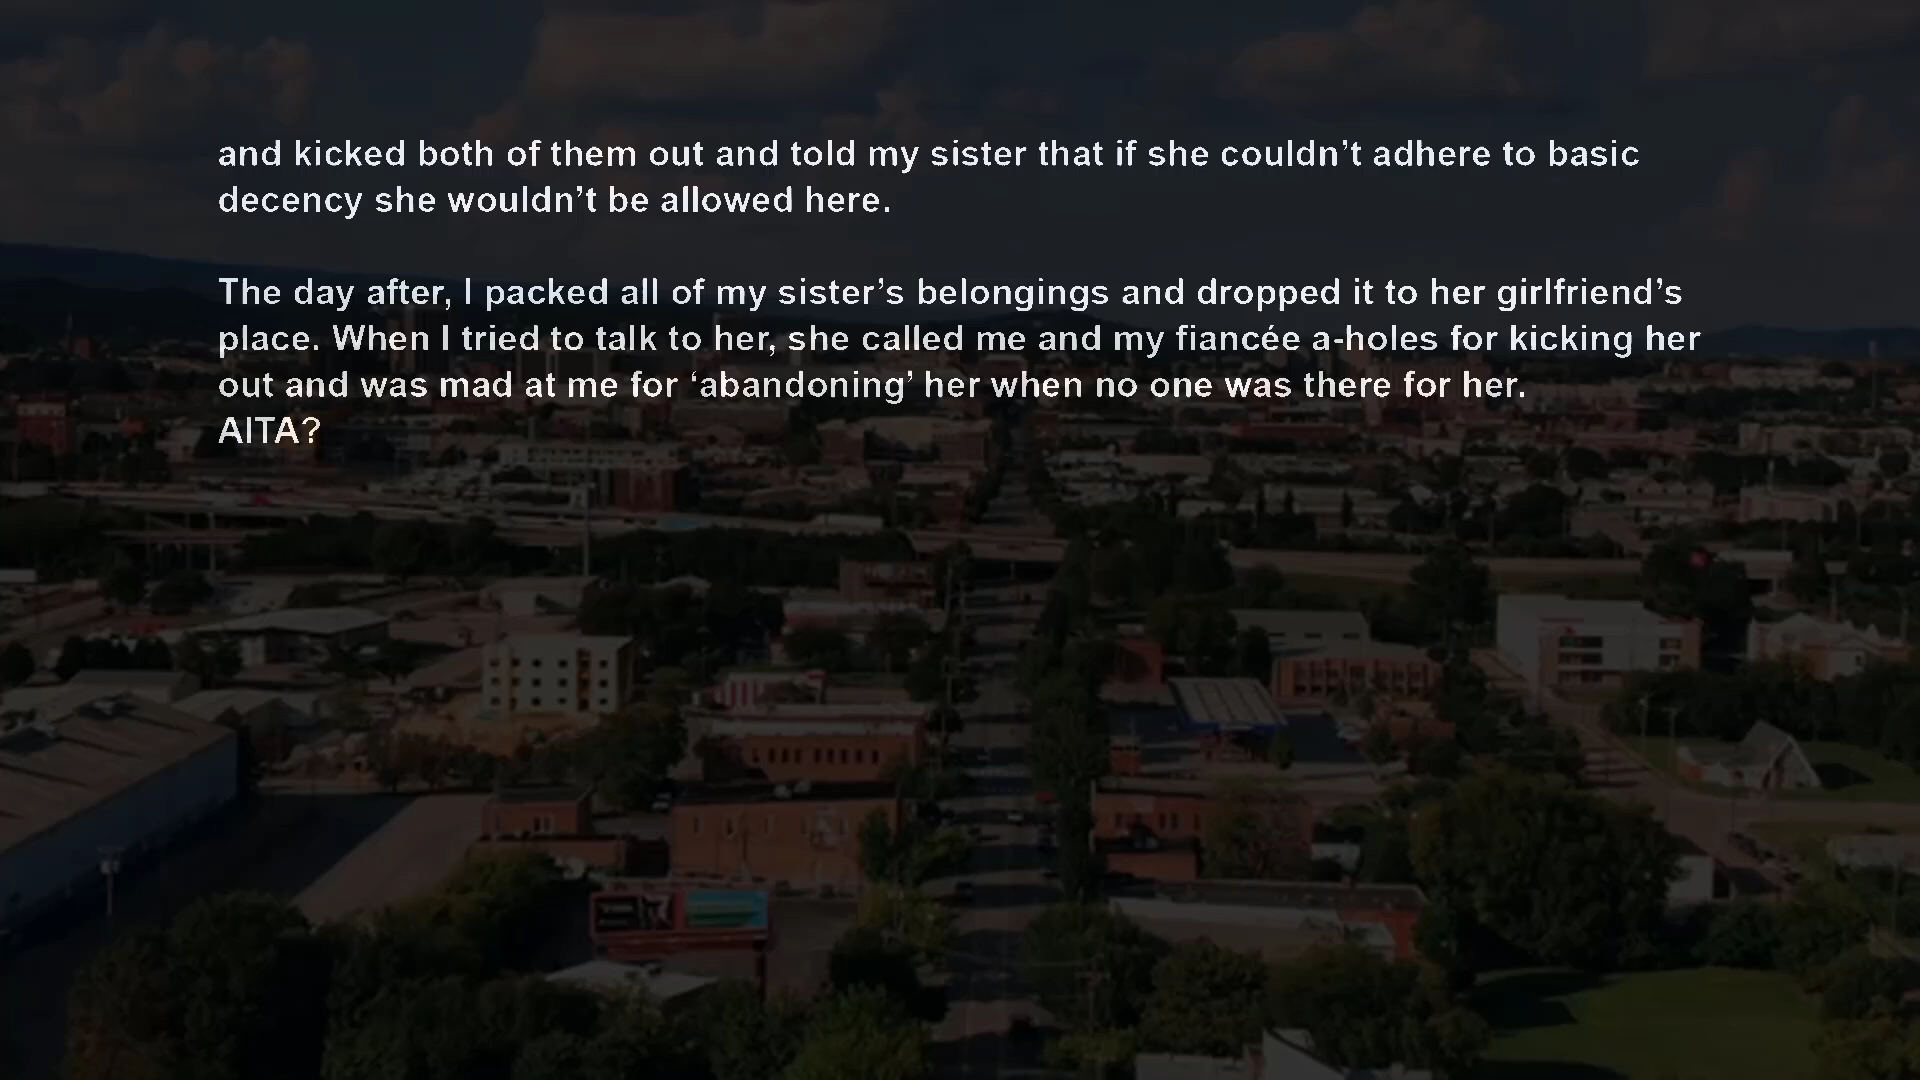 and kicked both of them out and told my sister that if she couldn’t adhere to basic
decency she wouldn’t be allowed here.
The day after, I packed all of my sister’s belongings and dropped it to her girlfriend’s
place. When I tried to talk to her, she called me and my fiancée a-holes for kicking her
out and was mad at me for ‘abandoning’ her when no one was there for her.
AITA?